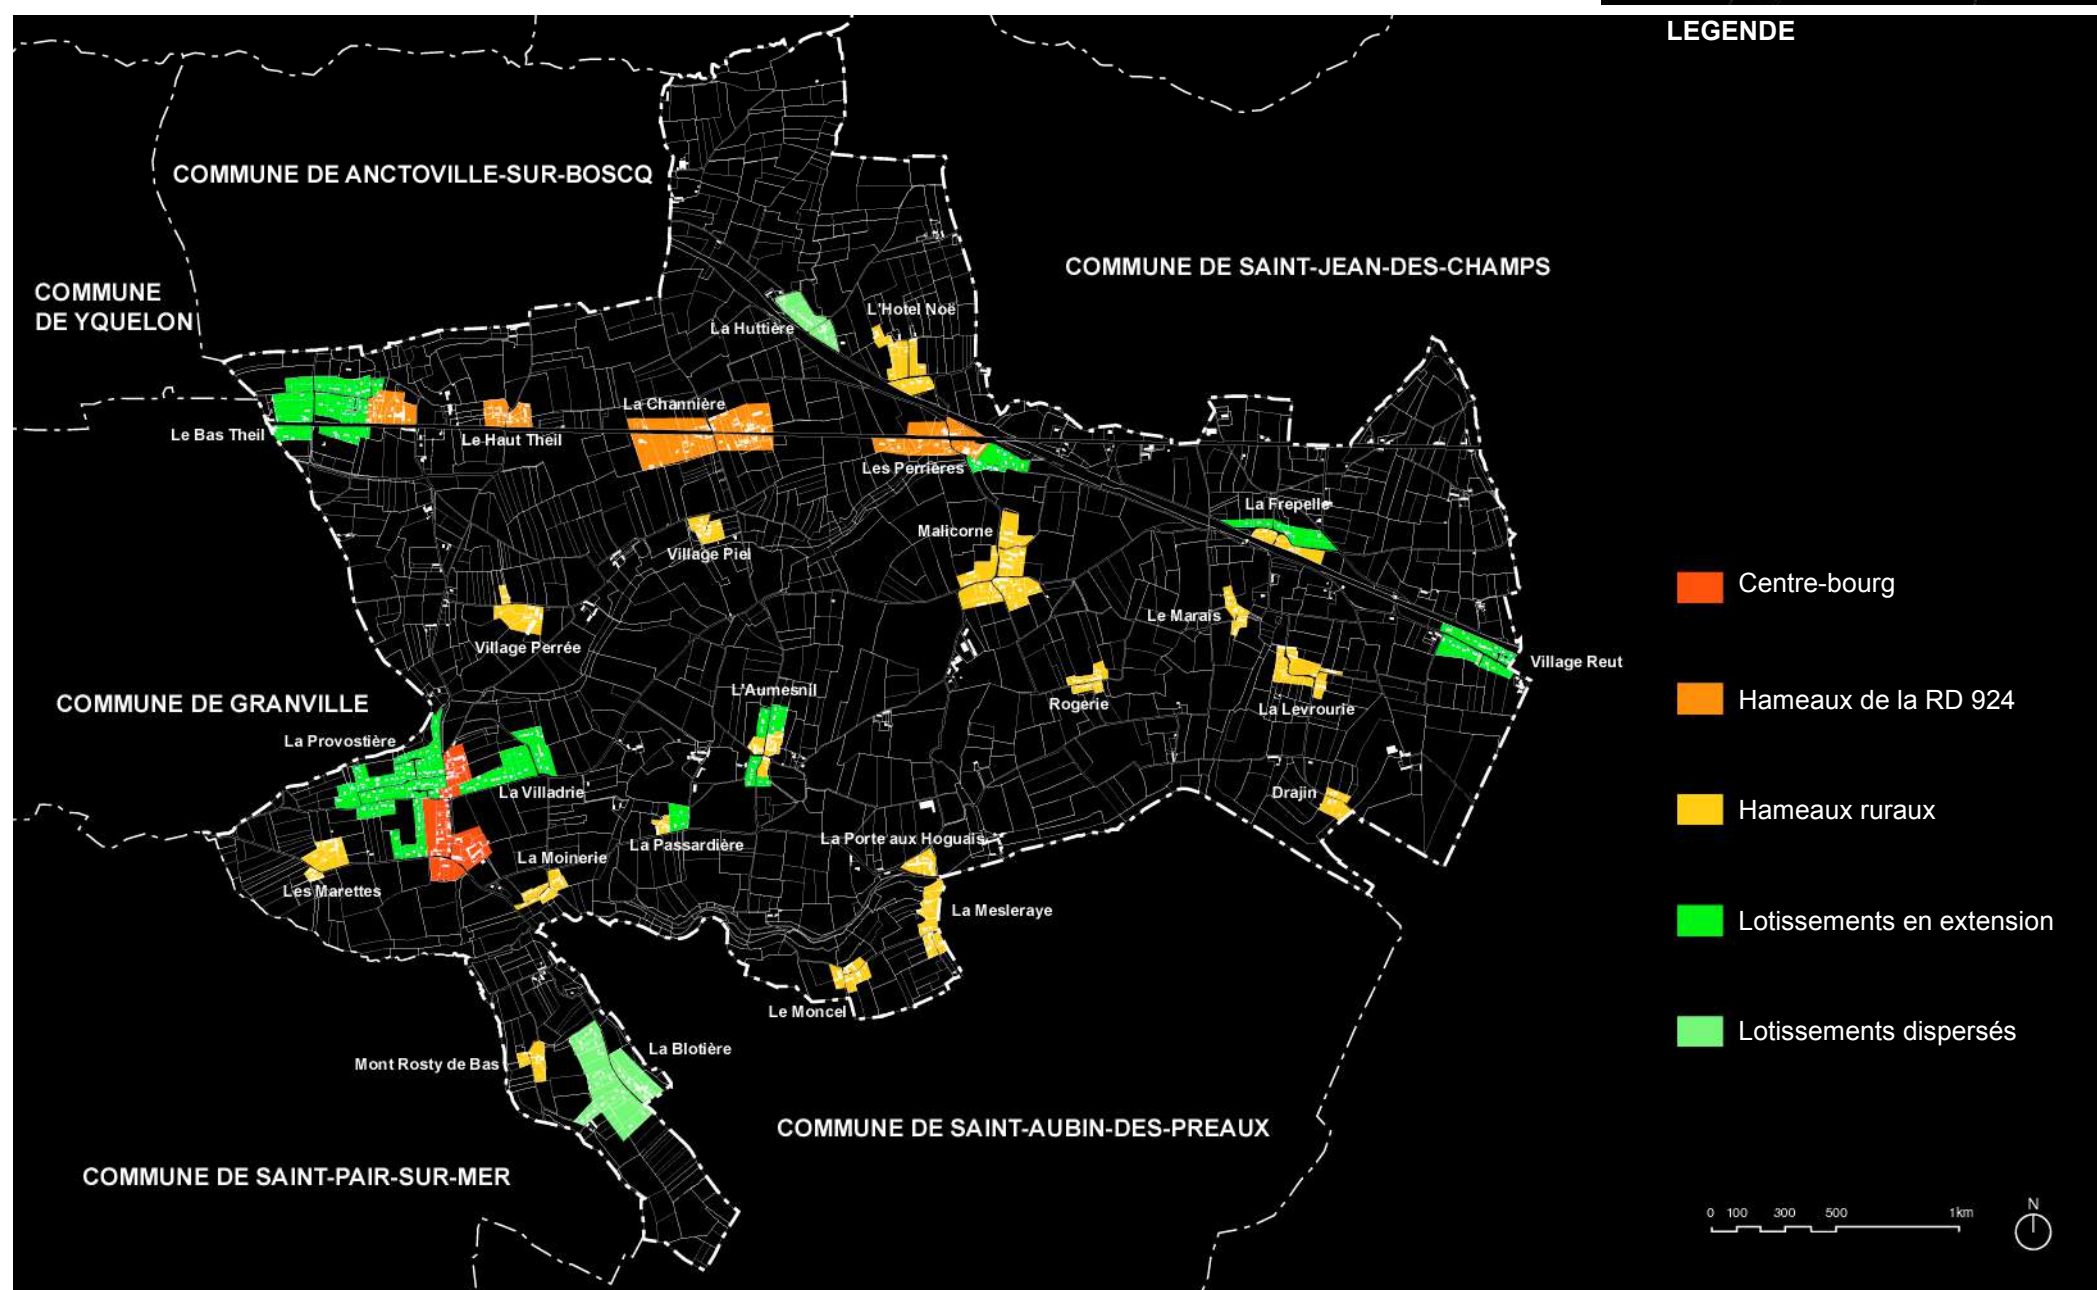 LEGENDE
COMMUNE DE ANCTOVILLE-SUR-BOSCQ
COMMUNE DE SAINT-JEAN-DES-CHAMPS
COMMUNE
DE YQUELON
L'Hotel Noë
La Huttière
La Channière
Le Bas Theil
Le Haut Theil
Les Perrières
La Frepelle
Malicorne
Village Piel
Centre-bourg
Le Marais
Village Perrée
Village Reut
L'Aumesnil
COMMUNE DE GRANVILLE
Rogerie
La Levrourie
Hameaux de la RD 924
La Provostière
La Villadrie
Drajin
Hameaux ruraux
La Porte aux Hoguais
La Passardière
La Moinerie
Les Marettes
La Mesleraye
Lotissements en extension
Le Moncel
Lotissements dispersés
La Blotière
Mont Rosty de Bas
COMMUNE DE SAINT-AUBIN-DES-PREAUX
COMMUNE DE SAINT-PAIR-SUR-MER
N
0 100 300 500 1km